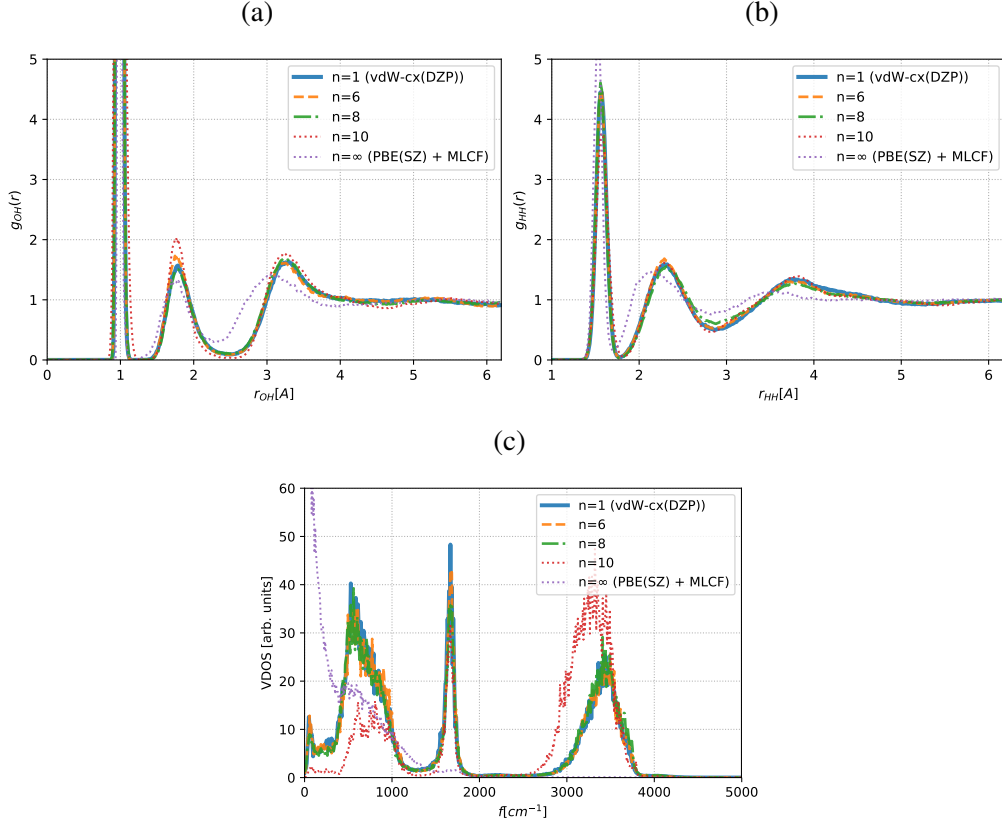 (a)
5
4
3
2
1
0
g_OH(r)
n=1 (vdW-cx(DZP))
n=6
n=8
n=10
n=∞ (PBE(SZ) + MLCF)
0 1 2 3 4 5 6
r_OH[A]
(b)
5
4
3
2
1
0
g_HH(r)
n=1 (vdW-cx(DZP))
n=6
n=8
n=10
n=∞ (PBE(SZ) + MLCF)
1 2 3 4 5 6
r_HH[A]
(c)
60
50
40
30
20
10
0
VDOS [arb. units]
n=1 (vdW-cx(DZP))
n=6
n=8
n=10
n=∞ (PBE(SZ) + MLCF)
0 1000 2000 3000 4000 5000
f[cm⁻¹]